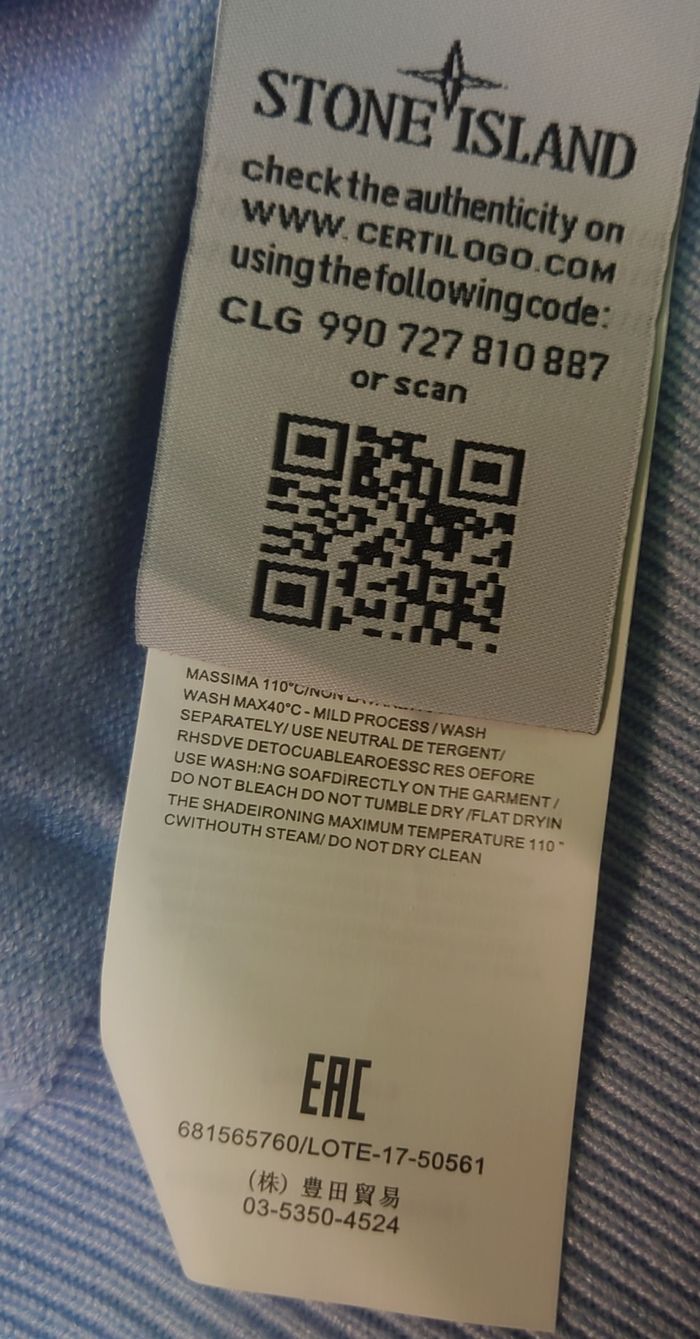 STONE ISLAND
check the authenticity on
WWW.CERTILOGO.COM
using the following code:
CLG 990 727 810 887
or scan
MASSIMA 110°C/NON
WASH MAX40°C - MILD PROCESS / WASH
SEPARATELY/ USE NEUTRAL DE TERGENT/
RHSDVE DETOCUABLEAROESSC RES OEFORE
USE WASH:NG SOAFDIRECTLY ON THE GARMENT /
DO NOT BLEACH DO NOT TUMBLE DRY /FLAT DRYIN
THE SHADEIRONING MAXIMUM TEMPERATURE 110 °
CWITHOUTH STEAM/ DO NOT DRY CLEAN
EAC
681565760/LOTE-17-50561
(株) 豊田貿易
03-5350-4524